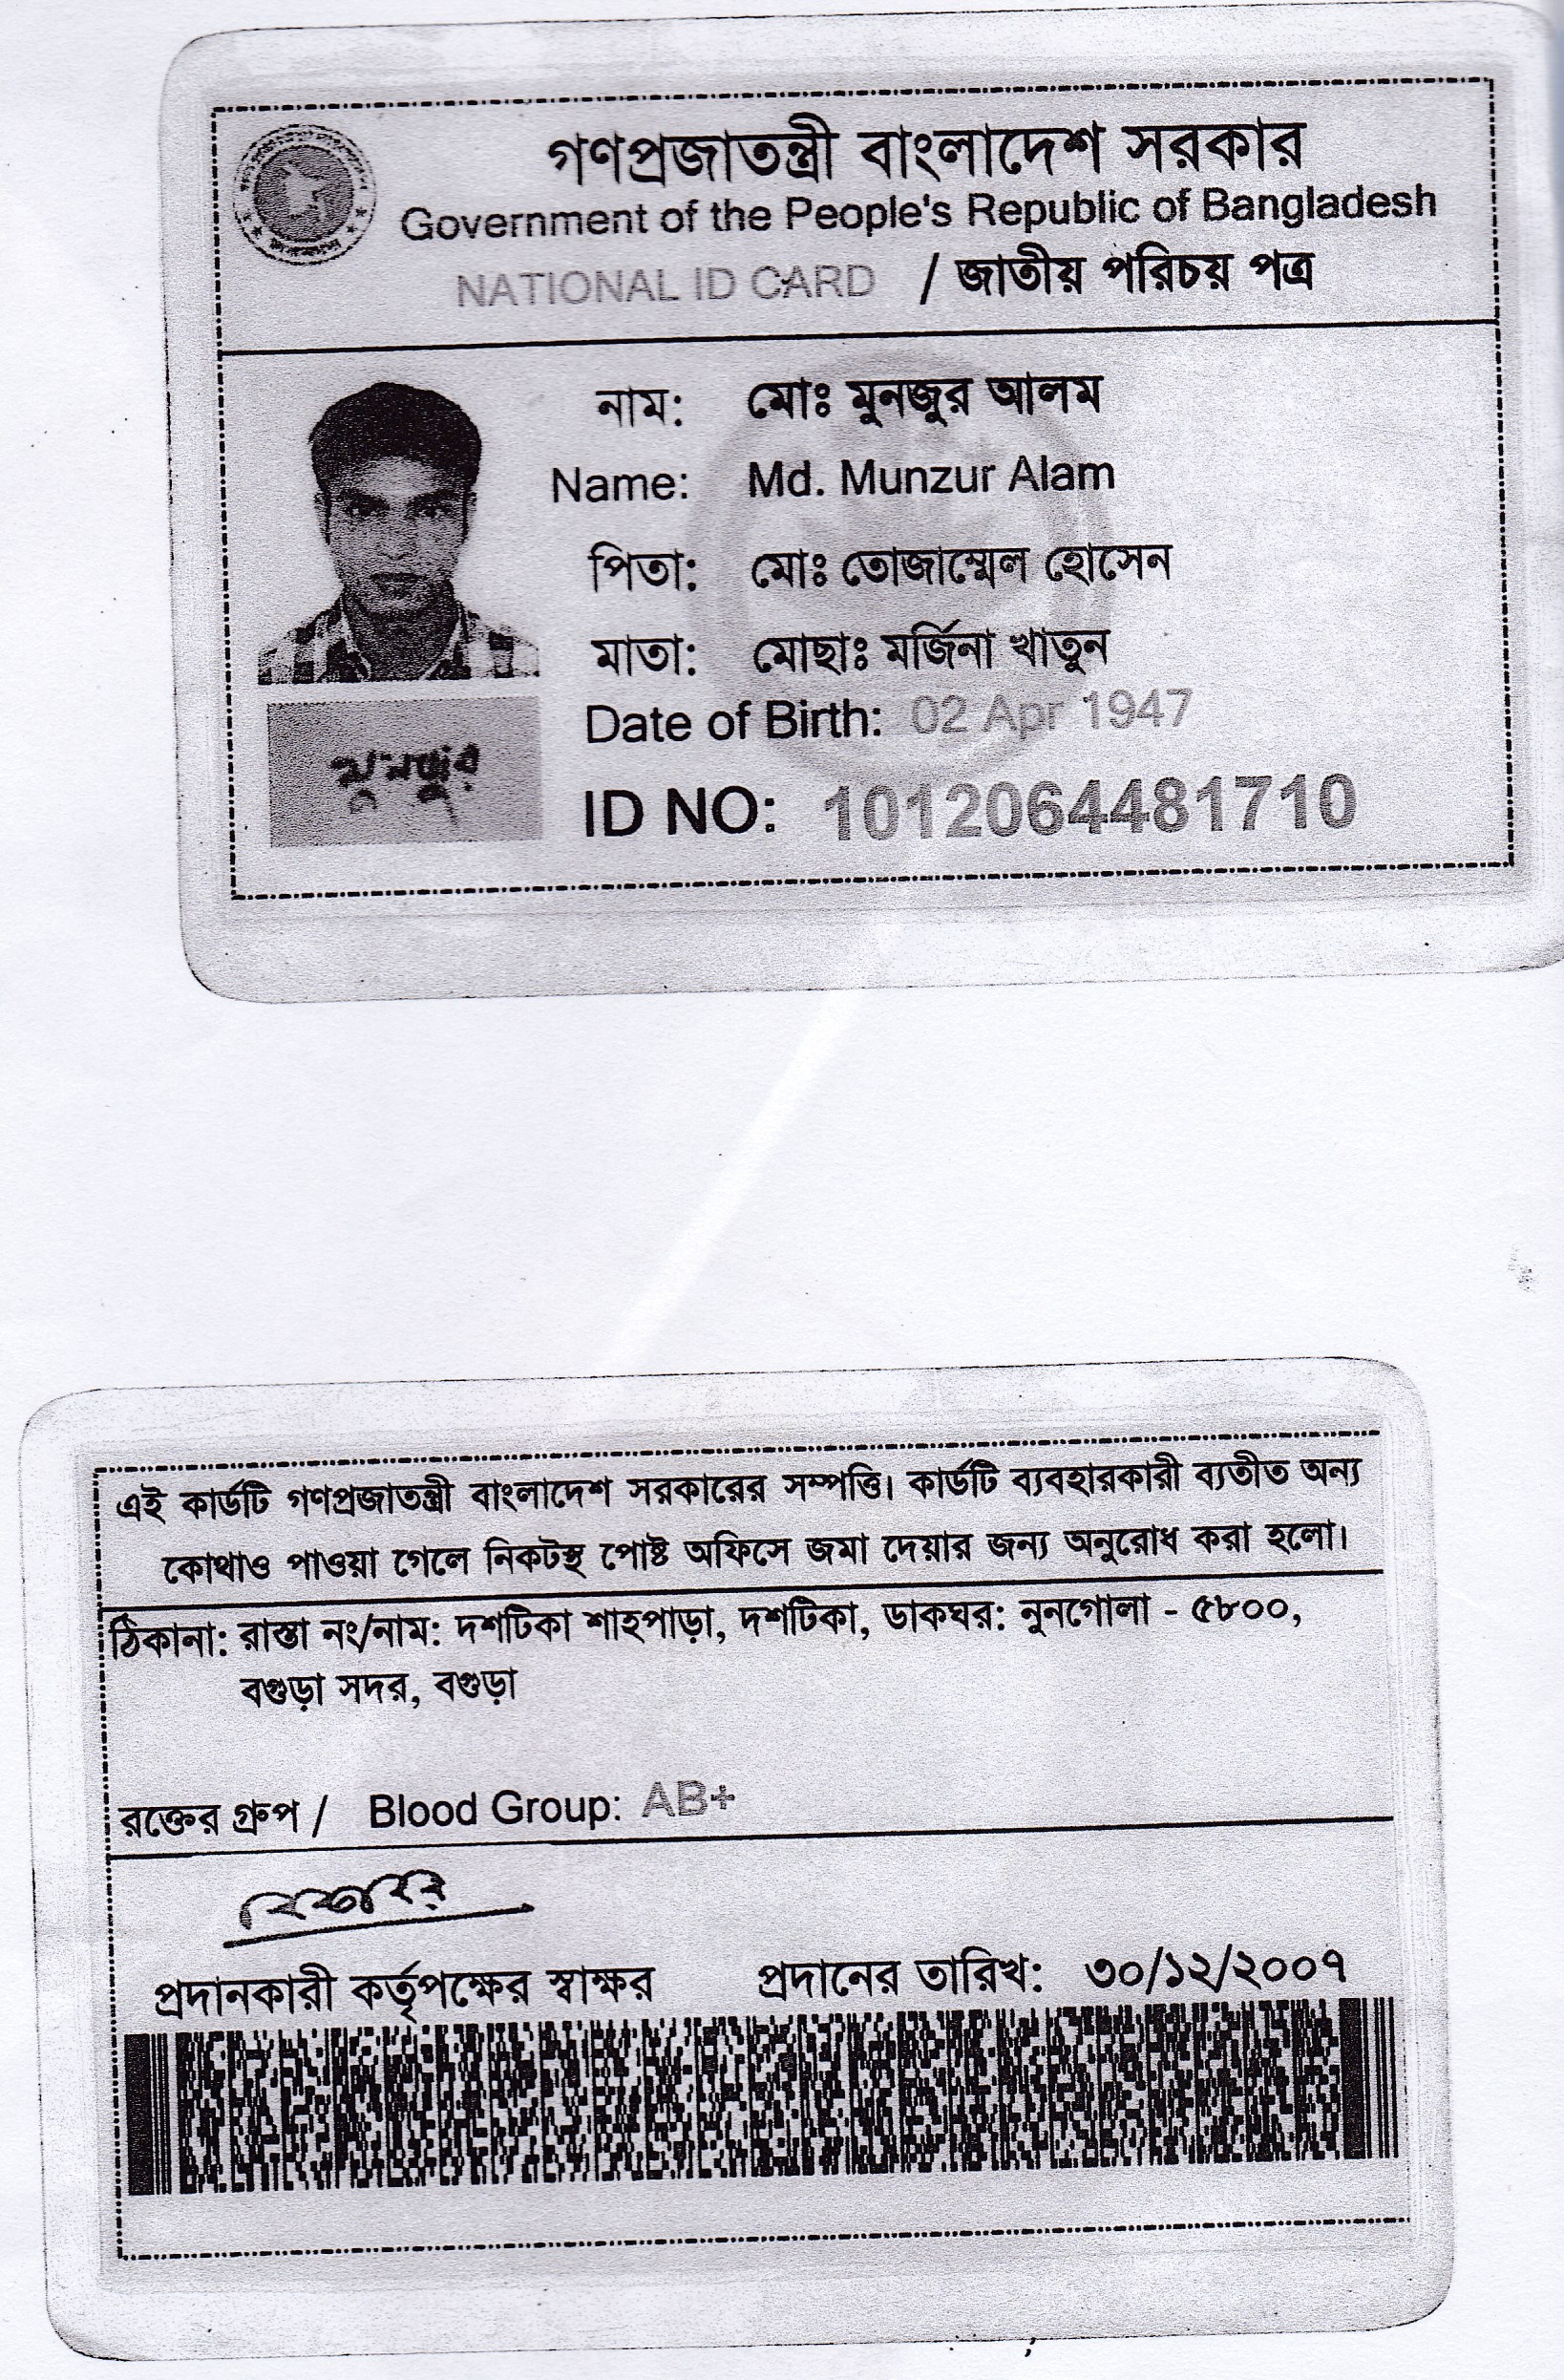 গণপ্রজাতন্ত্রী বাংলাদেশ সরকার
Government of the People's Republic of Bangladesh
NATIONAL ID CARD / জাতীয় পরিচয় পত্র
নাম: মোঃ মুনজুর আলম
Name: Md. Munzur Alam
পিতা: মোঃ তোজাম্মেল হোসেন
মাতা: মোছাঃ মর্জিনা খাতুন
Date of Birth: 02 Apr 1947
মুনজুর
ID NO: 1012064481710
এই কার্ডটি গণপ্রজাতন্ত্রী বাংলাদেশ সরকারের সম্পত্তি। কার্ডটি ব্যবহারকারী ব্যতীত অন্য
কোথাও পাওয়া গেলে নিকটস্থ পোষ্ট অফিসে জমা দেয়ার জন্য অনুরোধ করা হলো।
ঠিকানা: রাস্তা নং/নাম: দশটিকা শাহপাড়া, দশটিকা, ডাকঘর: নুনগোলা - ৫৮০০,
বগুড়া সদর, বগুড়া
রক্তের গ্রুপ / Blood Group: AB+
প্রদানকারী কর্তৃপক্ষের স্বাক্ষর প্রদানের তারিখ: ৩০/১২/২০০৭